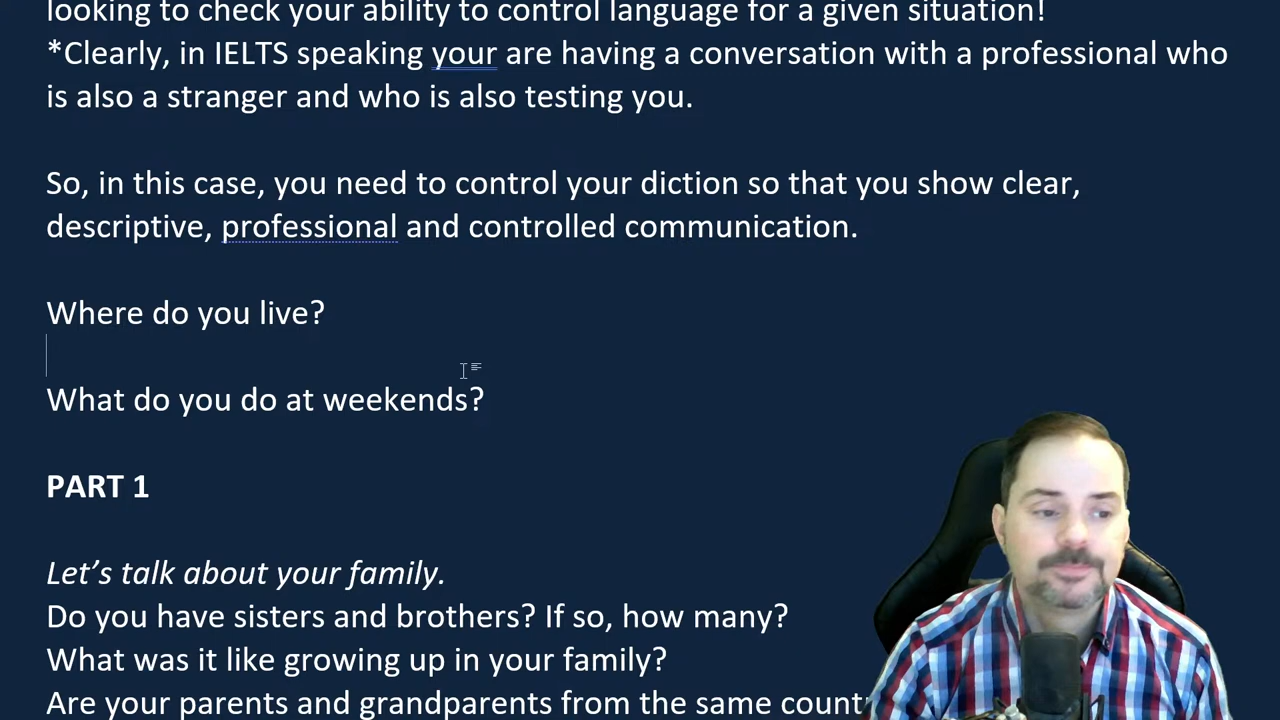 looking to check your ability to control language for a given situation!
*Clearly, in IELTS speaking your are having a conversation with a professional who
is also a stranger and who is also testing you.
So, in this case, you need to control your diction so that you show clear,
descriptive, professional and controlled communication.
Where do you live?
What do you do at weekends?
PART 1
Let’s talk about your family.
Do you have sisters and brothers? If so, how many?
What was it like growing up in your family?
Are your parents and grandparents from the same count